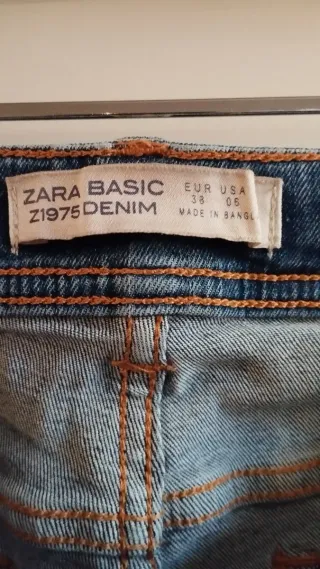 ZARA BASIC
Z1975 DENIM
EUR USA
38 06
MADE IN BANGL